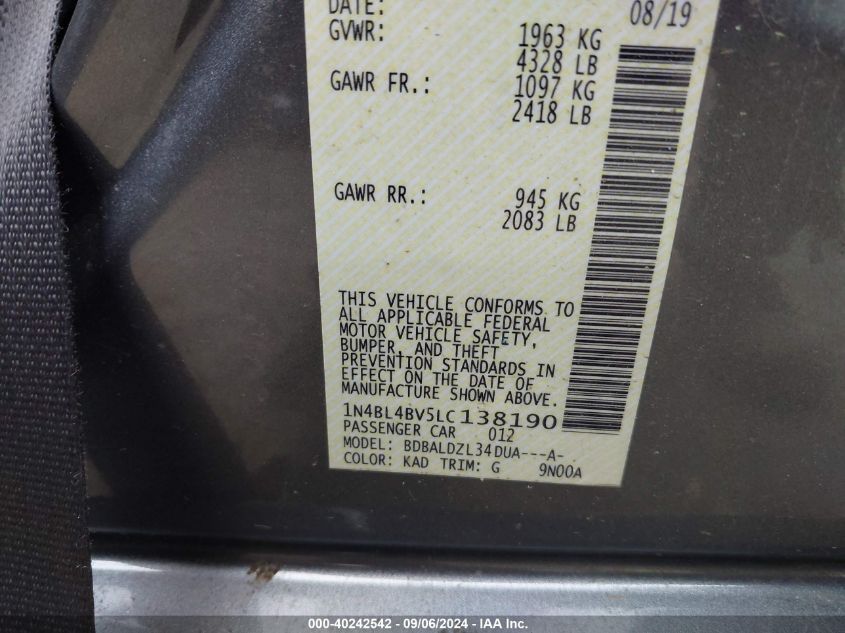 DATE: 08/19
GVWR: 1963 KG
4328 LB
GAWR FR.: 1097 KG
2418 LB
GAWR RR.: 945 KG
2083 LB
THIS VEHICLE CONFORMS TO
ALL APPLICABLE FEDERAL
MOTOR VEHICLE SAFETY,
BUMPER, AND THEFT
PREVENTION STANDARDS IN
EFFECT ON THE DATE OF
MANUFACTURE SHOWN ABOVE.
1N4BL4BV5LC138190
PASSENGER CAR 012
MODEL: BDBALDZL34DUA---A-
COLOR: KAD TRIM: G 9N00A
000-40242542 - 09/06/2024 - IAA Inc.